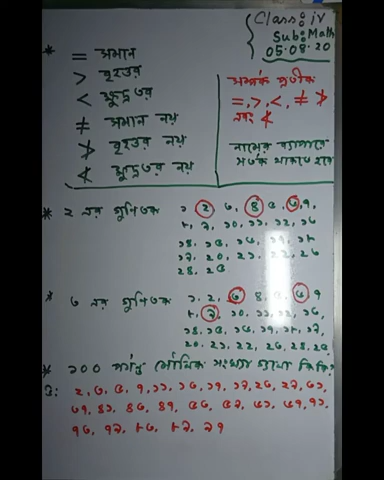 Class: iv
Sub: Math
05.08.20
* = সমান
> বৃহত্তর
< ক্ষুদ্রতর
≠ সমান নয়
≯ বৃহত্তর নয়
≮ ক্ষুদ্রতর নয়
সম্পর্ক প্রতীক
=, >, <, ≠ ≯
এবং ≮
নামের ব্যাপারে
সতর্ক থাকতে হবে
* ২ এর গুণিতক ১, ২, ৩, ৪, ৫, ৬, ৭,
৮, ৯, ১০, ১১, ১২, ১৩
১৪, ১৫, ১৬, ১৭, ১৮
১৯, ২০, ২১, ২২, ২৩
২৪, ২৫
* ৩ এর গুণিতক ১, ২, ৩, ৪, ৫, ৬, ৭
৮, ৯, ১০, ১১, ১২, ১৩,
১৪, ১৫, ১৬, ১৭, ১৮, ১৯,
২০, ২১, ২২, ২৩, ২৪, ২৫,
* ১০০ পর্যন্ত মৌলিক সংখ্যা গুলো কি কি?
উ: ২, ৩, ৫, ৭, ১১, ১৩, ১৭, ১৯, ২৩, ২৯, ৩১,
৩৭, ৪১, ৪৩, ৪৭, ৫৩, ৫৯, ৬১, ৬৭, ৭১,
৭৩, ৭৯, ৮৩, ৮৯, ৯৭